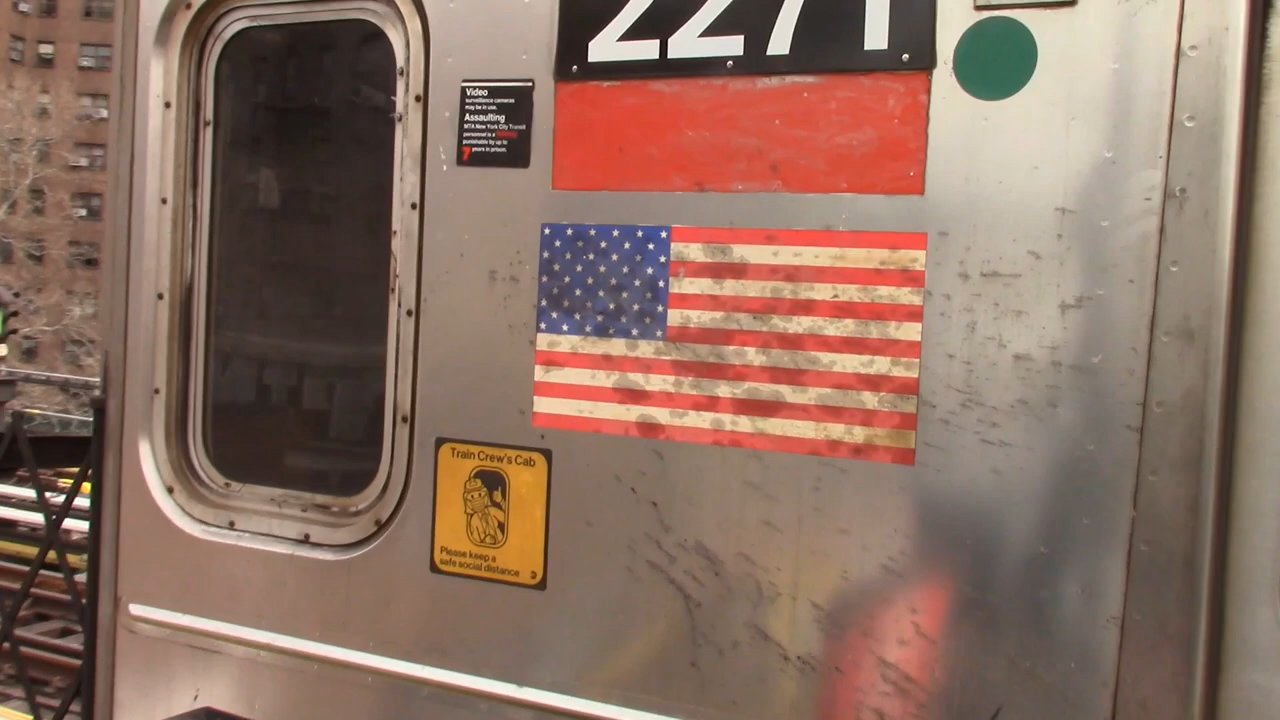 2271
Video
surveillance cameras
may be in use.
Assaulting
MTA New York City Transit
personnel is a felony
punishable by up to
7 years in prison.
Train Crew's Cab
Please keep a
safe social distance